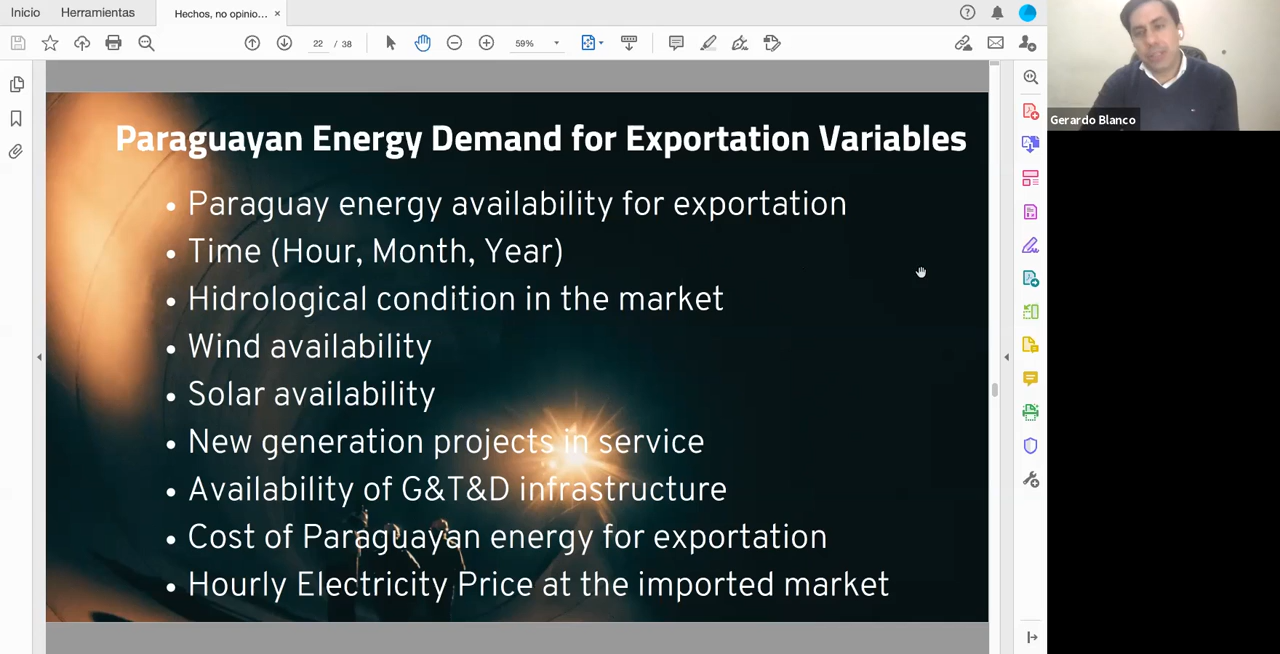 Inicio Herramientas Hechos, no opinio... ×
22 / 38 59%
Gerardo Blanco
Paraguayan Energy Demand for Exportation Variables
• Paraguay energy availability for exportation
• Time (Hour, Month, Year)
• Hidrological condition in the market
• Wind availability
• Solar availability
• New generation projects in service
• Availability of G&T&D infrastructure
• Cost of Paraguayan energy for exportation
• Hourly Electricity Price at the imported market